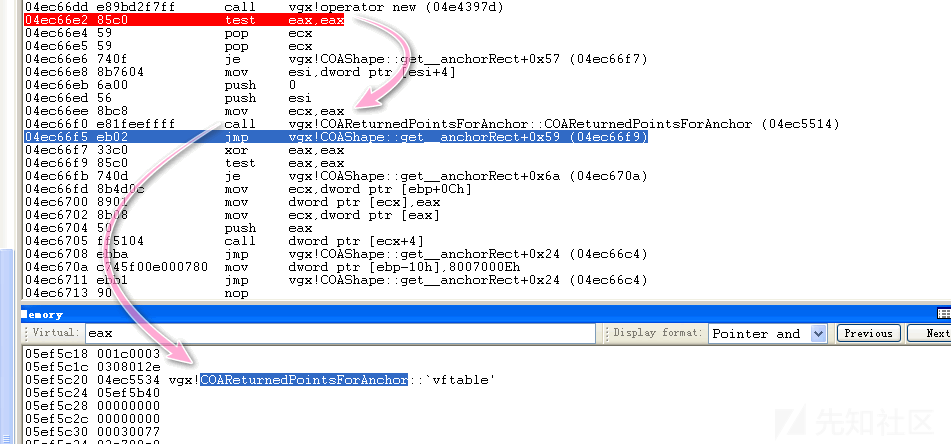 04ec66dd e89bd2f7ff call vgx!operator new (04e4397d)
04ec66e2 85c0 test eax,eax
04ec66e4 59 pop ecx
04ec66e5 59 pop ecx
04ec66e6 740f je vgx!COAShape::get__anchorRect+0x57 (04ec66f7)
04ec66e8 8b7604 mov esi,dword ptr [esi+4]
04ec66eb 6a00 push 0
04ec66ed 56 push esi
04ec66ee 8bc8 mov ecx,eax
04ec66f0 e81feeffff call vgx!COAReturnedPointsForAnchor::COAReturnedPointsForAnchor (04ec5514)
04ec66f5 eb02 jmp vgx!COAShape::get__anchorRect+0x59 (04ec66f9)
04ec66f7 33c0 xor eax,eax
04ec66f9 85c0 test eax,eax
04ec66fb 740d je vgx!COAShape::get__anchorRect+0x6a (04ec670a)
04ec66fd 8b4d0c mov ecx,dword ptr [ebp+0Ch]
04ec6700 8901 mov dword ptr [ecx],eax
04ec6702 8b08 mov ecx,dword ptr [eax]
04ec6704 50 push eax
04ec6705 ff5104 call dword ptr [ecx+4]
04ec6708 ebba jmp vgx!COAShape::get__anchorRect+0x24 (04ec66c4)
04ec670a c745f00e000780 mov dword ptr [ebp-10h],8007000Eh
04ec6711 ebb1 jmp vgx!COAShape::get__anchorRect+0x24 (04ec66c4)
04ec6713 90 nop
Memory
Virtual: eax Display format: Pointer and Previous Next
05ef5c18 001c0003
05ef5c1c 0308012e
05ef5c20 04ec5534 vgx!COAReturnedPointsForAnchor::`vftable'
05ef5c24 05ef5b40
05ef5c28 00000000
05ef5c2c 00000000
05ef5c30 00030077
先知社区